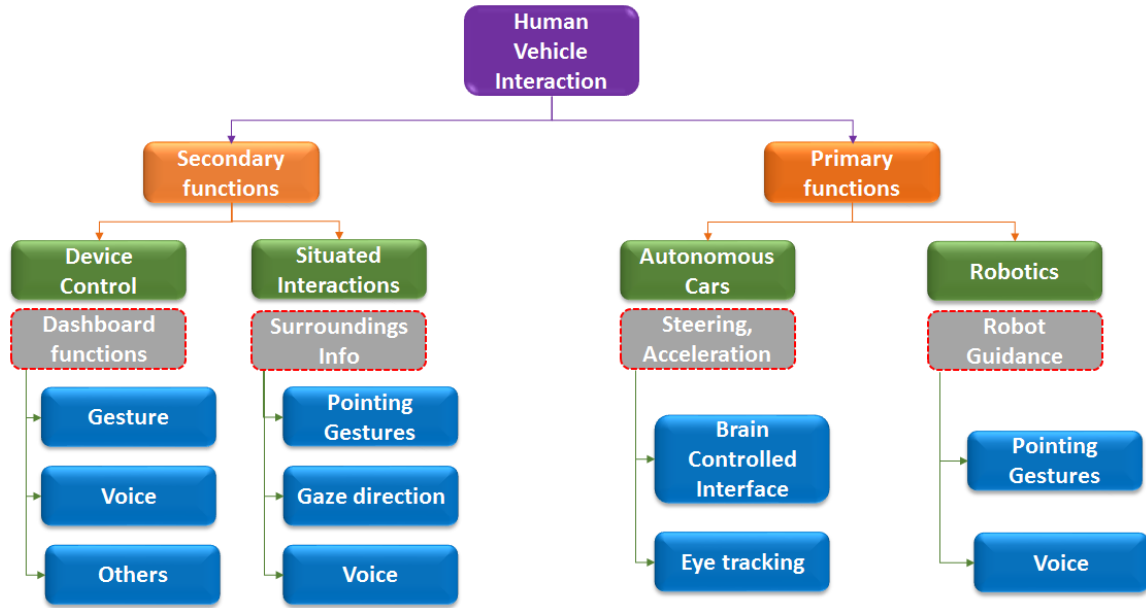 Human
Vehicle
Interaction
Secondary
functions
Primary
functions
Device
Control
Situated
Interactions
Autonomous
Cars
Robotics
Dashboard
functions
Surroundings
Info
Steering,
Acceleration
Robot
Guidance
Gesture
Voice
Others
Pointing
Gestures
Gaze direction
Voice
Brain
Controlled
Interface
Eye tracking
Pointing
Gestures
Voice